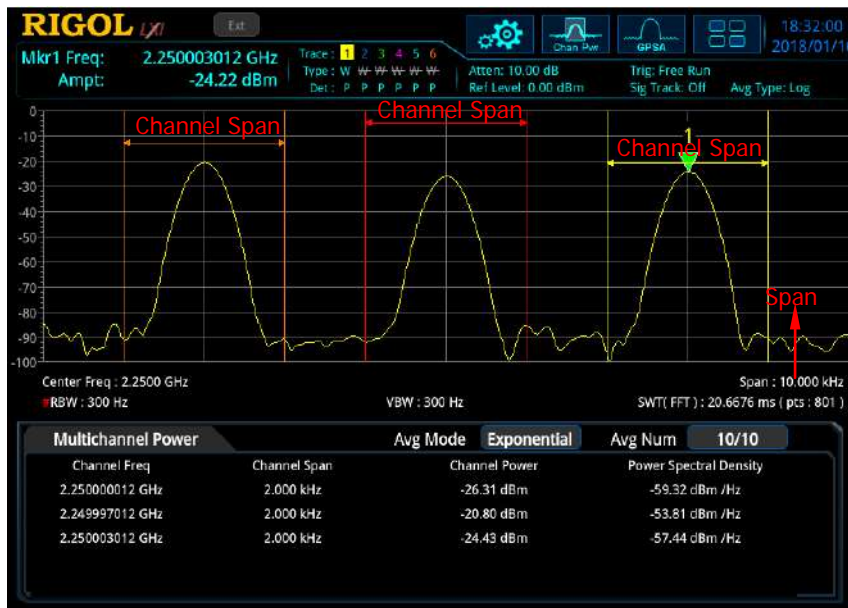 RIGOL LXI Ext 18:32:00
2018/01/16
Chan Pwr GPSA
Mkr1 Freq: 2.250003012 GHz
Ampt: -24.22 dBm
Trace: 1 2 3 4 5 6
Type: W W W W W W
Det: P P P P P P
Atten: 10.00 dB Trig: Free Run
Ref Level: 0.00 dBm Sig Track: Off Avg Type: Log
Channel Span Channel Span Channel Span
1
0
-10
-20
-30
-40
-50
-60
-70
-80
-90
-100
Span
Center Freq : 2.2500 GHz Span : 10.000 kHz
#RBW : 300 Hz VBW : 300 Hz SWT( FFT ) : 20.6676 ms ( pts : 801 )
Multichannel Power Avg Mode Exponential Avg Num 10/10
Channel Freq Channel Span Channel Power Power Spectral Density
2.250000012 GHz 2.000 kHz -26.31 dBm -59.32 dBm /Hz
2.249997012 GHz 2.000 kHz -20.80 dBm -53.81 dBm /Hz
2.250003012 GHz 2.000 kHz -24.43 dBm -57.44 dBm /Hz